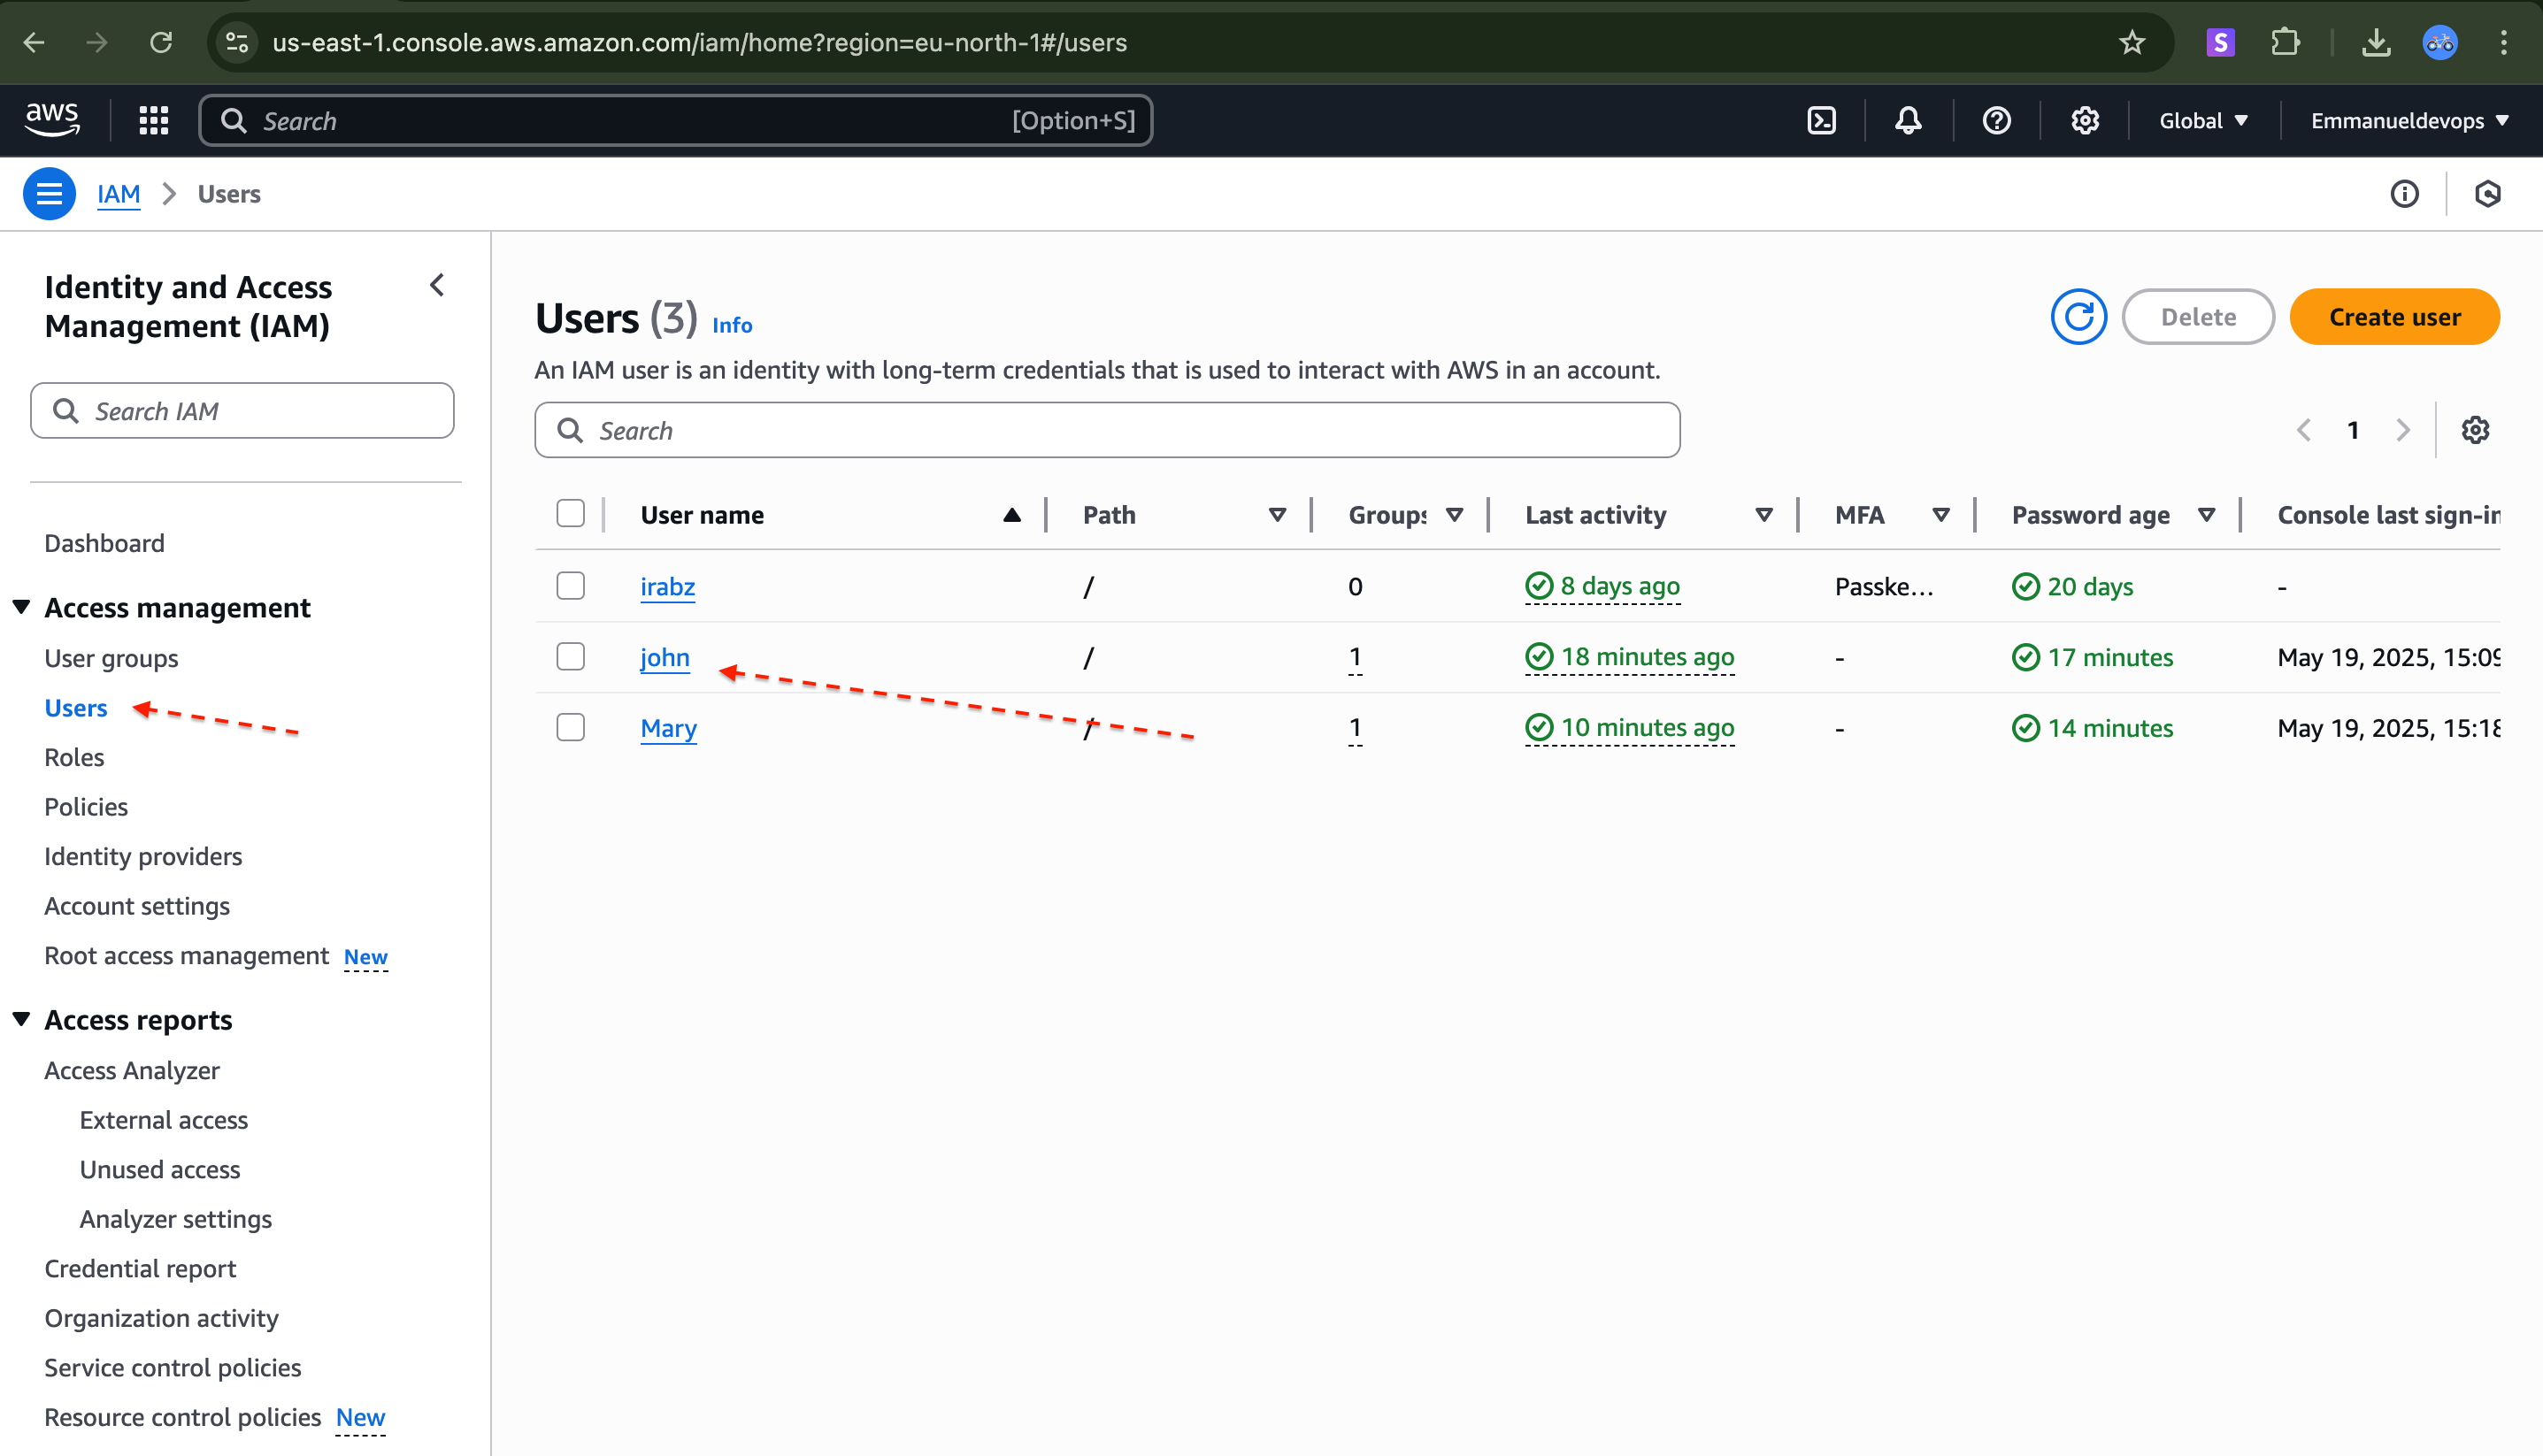 us-east-1.console.aws.amazon.com/iam/home?region=eu-north-1#/users
S
aws
Search
[Option+S]
Global
Emmanueldevops
IAM
Users
Identity and Access
Management (IAM)
Search IAM
Dashboard
Access management
User groups
Users
Roles
Policies
Identity providers
Account settings
Root access management New
Access reports
Access Analyzer
External access
Unused access
Analyzer settings
Credential report
Organization activity
Service control policies
Resource control policies New
Users (3) Info
Delete
Create user
An IAM user is an identity with long-term credentials that is used to interact with AWS in an account.
Search
1
User name Path Groups Last activity MFA Password age Console last sign-in
irabz / 0 8 days ago Passke... 20 days -
john / 1 18 minutes ago - 17 minutes May 19, 2025, 15:09
Mary / 1 10 minutes ago - 14 minutes May 19, 2025, 15:18